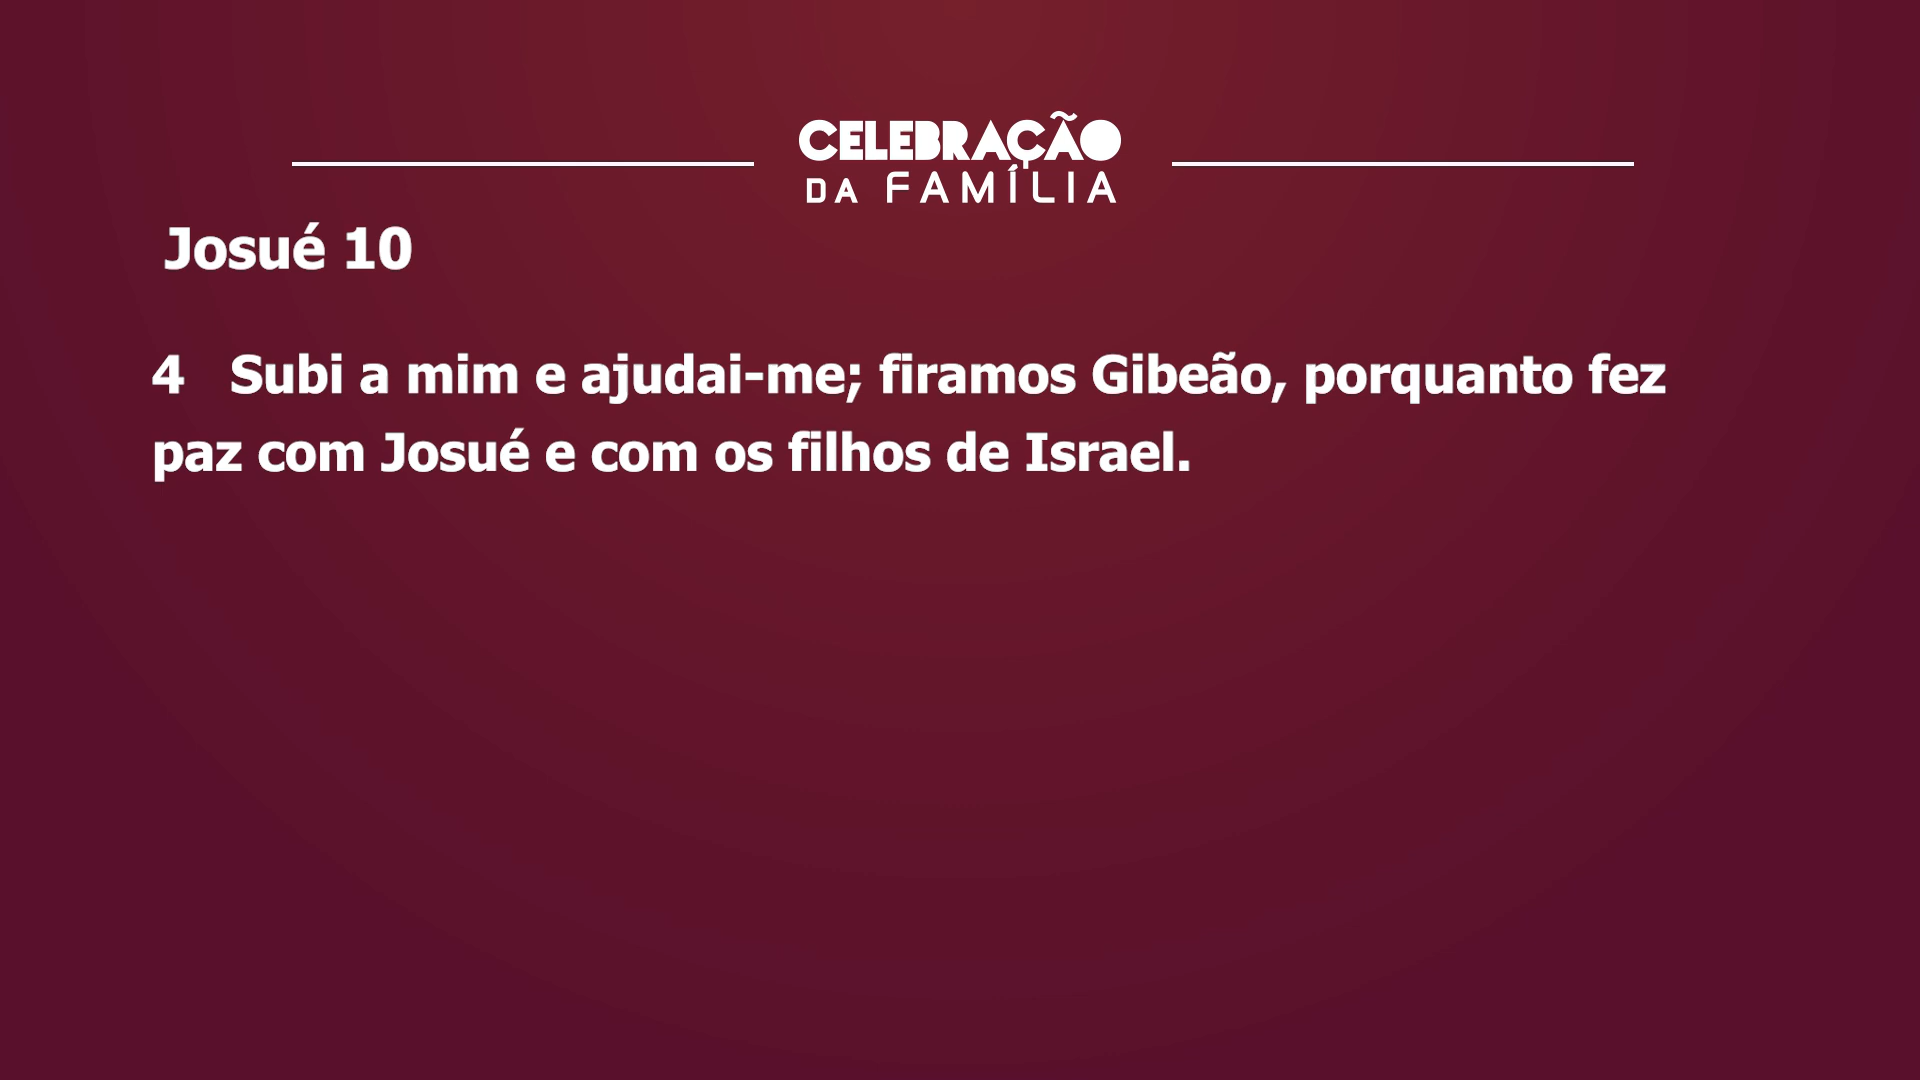 CELEBRAÇÃO
DA FAMÍLIA
Josué 10
4 Subi a mim e ajudai-me; firamos Gibeão, porquanto fez
paz com Josué e com os filhos de Israel.